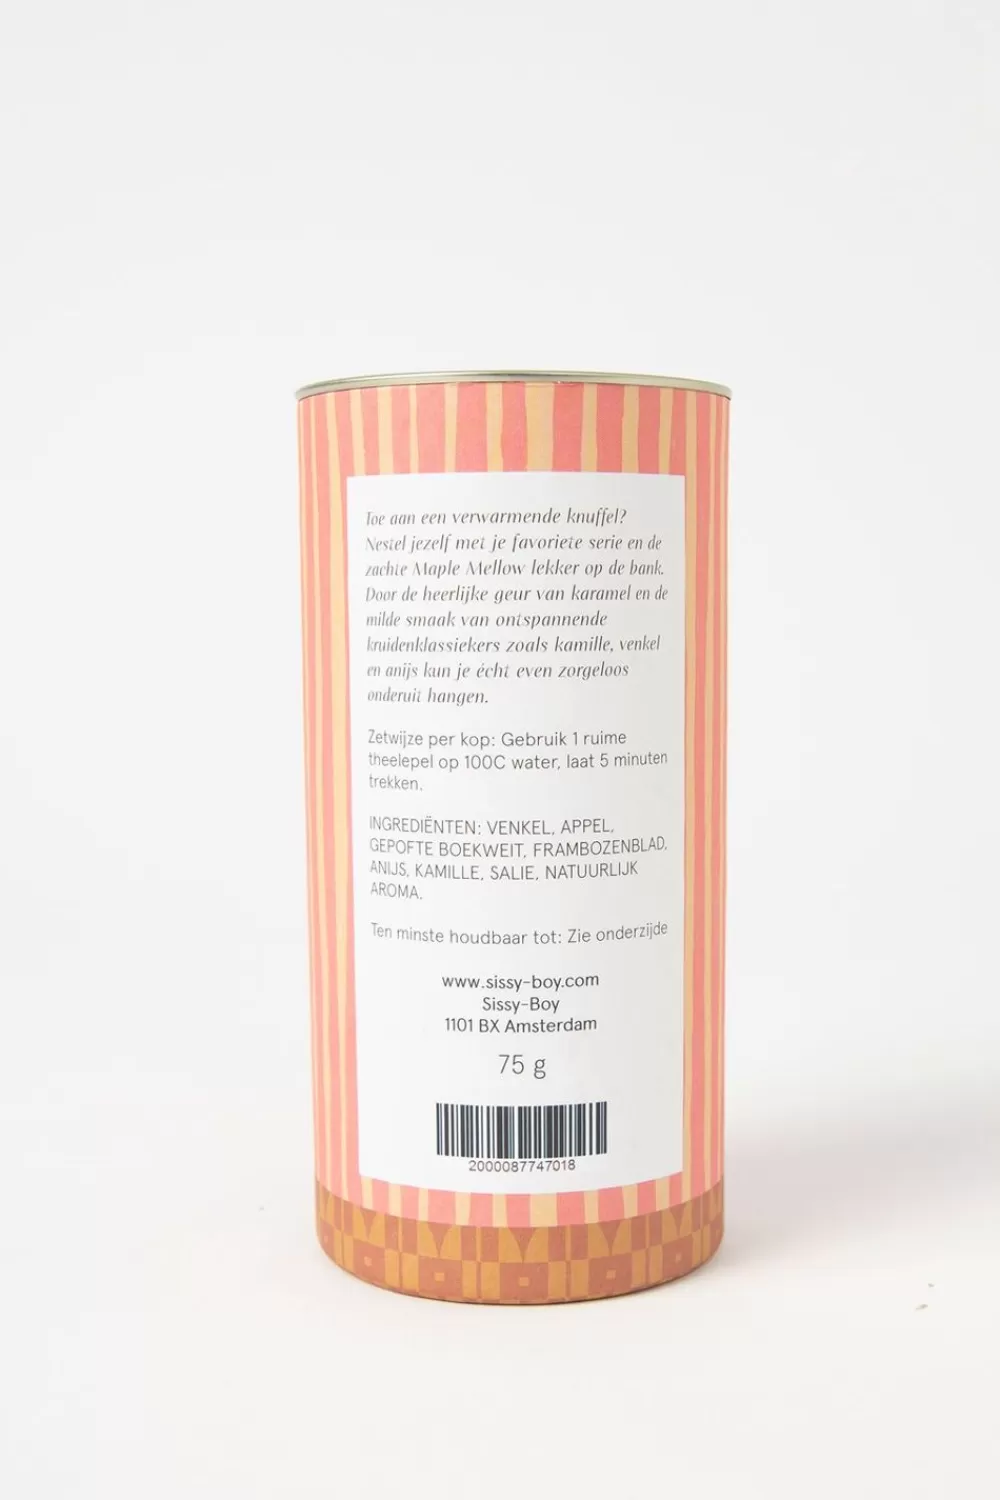 Toe aan een verwarmende knuffel?
Nestel jezelf met je favoriete serie en de
zachte Maple Mellow lekker op de bank.
Door de heerlijke geur van karamel en de
milde smaak van ontspannende
kruidenklassiekers zoals kamille, venkel
en anijs kun je écht even zorgeloos
onderuit hangen.
Zetwijze per kop: Gebruik 1 ruime
theelepel op 100C water, laat 5 minuten
trekken.
INGREDIËNTEN: VENKEL, APPEL,
GEPOFTE BOEKWEIT, FRAMBOZENBLAD,
ANIJS, KAMILLE, SALIE, NATUURLIJK
AROMA.
Ten minste houdbaar tot: Zie onderzijde
www.sissy-boy.com
Sissy-Boy
1101 BX Amsterdam
75 g
2000087747018